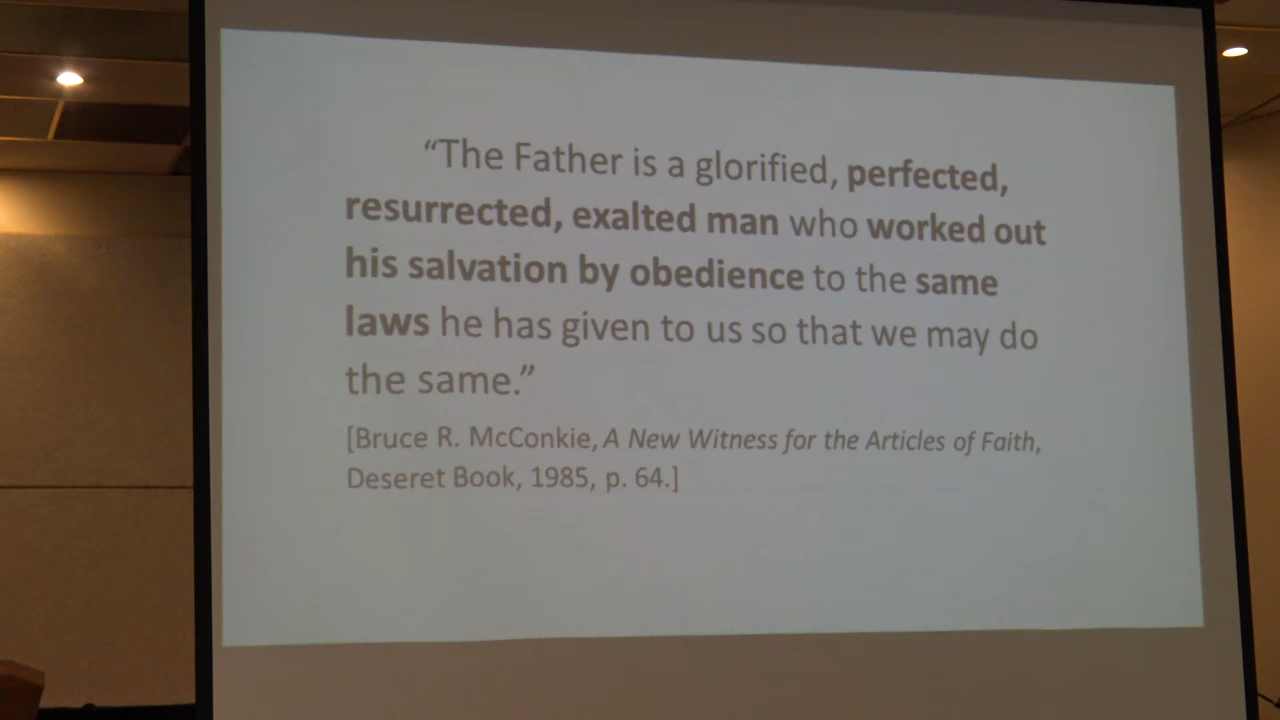 “The Father is a glorified, perfected,
resurrected, exalted man who worked out
his salvation by obedience to the same
laws he has given to us so that we may do
the same.”
[Bruce R. McConkie, A New Witness for the Articles of Faith,
Deseret Book, 1985, p. 64.]